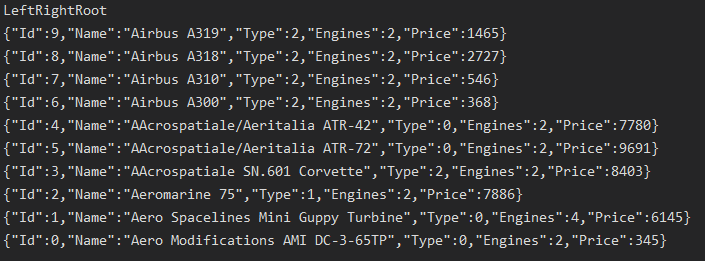 LeftRightRoot
{"Id":9,"Name":"Airbus A319","Type":2,"Engines":2,"Price":1465}
{"Id":8,"Name":"Airbus A318","Type":2,"Engines":2,"Price":2727}
{"Id":7,"Name":"Airbus A310","Type":2,"Engines":2,"Price":546}
{"Id":6,"Name":"Airbus A300","Type":2,"Engines":2,"Price":368}
{"Id":4,"Name":"AAcrospatiale/Aeritalia ATR-42","Type":0,"Engines":2,"Price":7780}
{"Id":5,"Name":"AAcrospatiale/Aeritalia ATR-72","Type":0,"Engines":2,"Price":9691}
{"Id":3,"Name":"AAcrospatiale SN.601 Corvette","Type":2,"Engines":2,"Price":8403}
{"Id":2,"Name":"Aeromarine 75","Type":1,"Engines":2,"Price":7886}
{"Id":1,"Name":"Aero Spacelines Mini Guppy Turbine","Type":0,"Engines":4,"Price":6145}
{"Id":0,"Name":"Aero Modifications AMI DC-3-65TP","Type":0,"Engines":2,"Price":345}